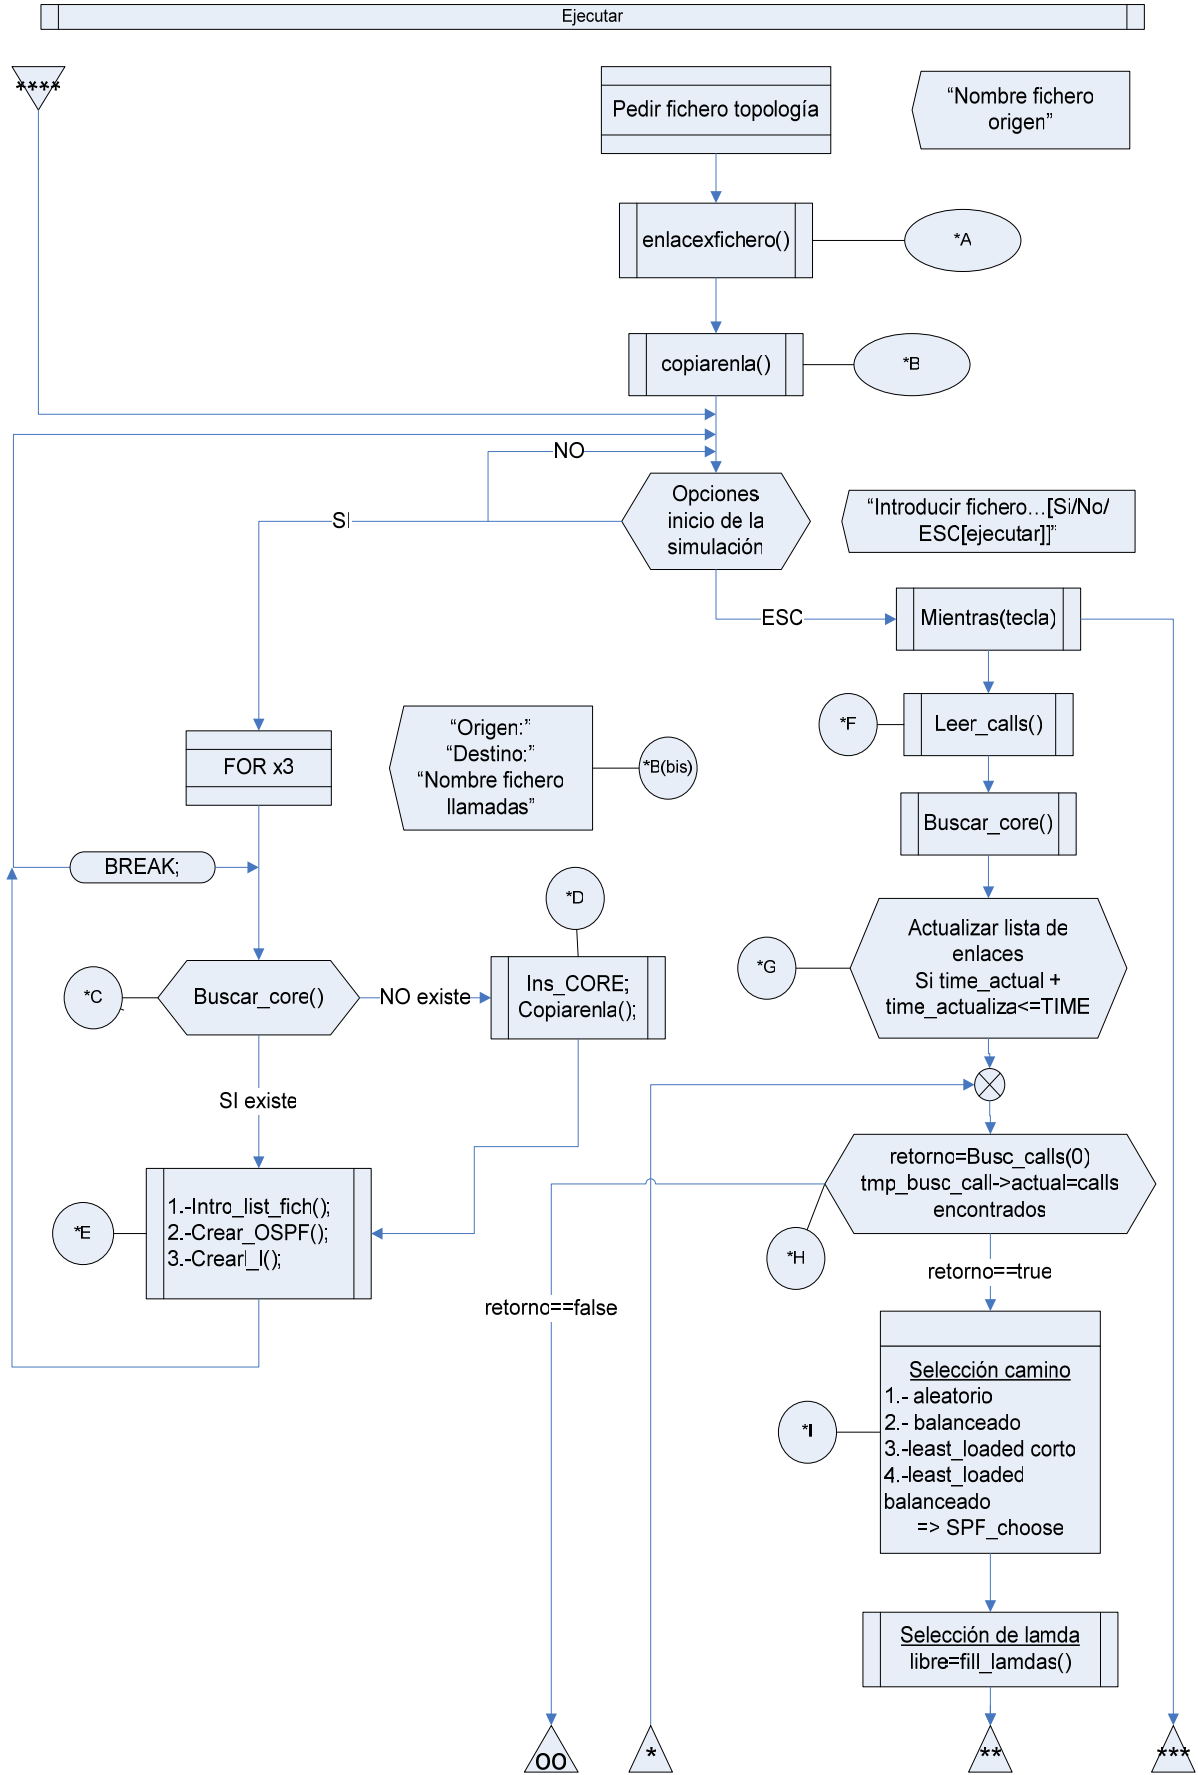 Ejecutar
****
Pedir fichero topología
“Nombre fichero
origen”
enlacexfichero()
*A
copiarenla()
*B
NO
Opciones
inicio de la
simulación
“Introducir fichero…[Si/No/
ESC[ejecutar]]”
SI
ESC
Mientras(tecla)
*F
Leer_calls()
“Origen:”
“Destino:”
“Nombre fichero
llamadas”
*B(bis)
FOR x3
Buscar_core()
BREAK;
*D
*G
Actualizar lista de
enlaces
Si time_actual +
time_actualiza<=TIME
*C
Buscar_core()
NO existe
Ins_CORE;
Copiarenla();
SI existe
retorno=Busc_calls(0)
tmp_busc_call->actual=calls
encontrados
*E
1.-Intro_list_fich();
2.-Crear_OSPF();
3.-Crearl_l();
*H
retorno==true
retorno==false
Selección camino
1.- aleatorio
2.- balanceado
3.-least_loaded corto
4.-least_loaded
balanceado
=> SPF_choose
*I
Selección de lamda
libre=fill_lamdas()
oo
*
**
***